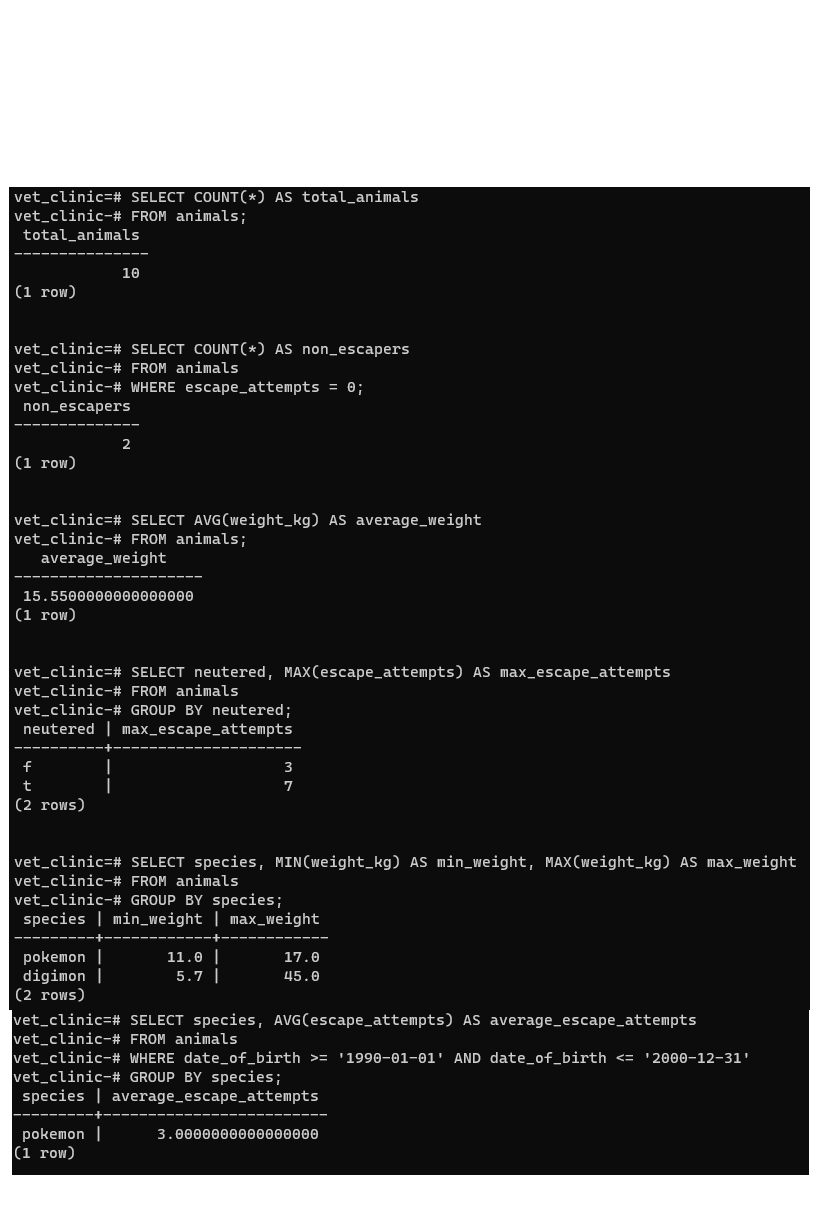 vet_clinic=# SELECT COUNT(*) AS total_animals
vet_clinic-# FROM animals;
 total_animals
---------------
            10
(1 row)
vet_clinic=# SELECT COUNT(*) AS non_escapers
vet_clinic-# FROM animals
vet_clinic-# WHERE escape_attempts = 0;
 non_escapers
--------------
            2
(1 row)
vet_clinic=# SELECT AVG(weight_kg) AS average_weight
vet_clinic-# FROM animals;
   average_weight
---------------------
 15.5500000000000000
(1 row)
vet_clinic=# SELECT neutered, MAX(escape_attempts) AS max_escape_attempts
vet_clinic-# FROM animals
vet_clinic-# GROUP BY neutered;
 neutered | max_escape_attempts
----------+---------------------
 f        |                   3
 t        |                   7
(2 rows)
vet_clinic=# SELECT species, MIN(weight_kg) AS min_weight, MAX(weight_kg) AS max_weight
vet_clinic-# FROM animals
vet_clinic-# GROUP BY species;
 species | min_weight | max_weight
---------+------------+------------
 pokemon |       11.0 |       17.0
 digimon |        5.7 |       45.0
(2 rows)
vet_clinic=# SELECT species, AVG(escape_attempts) AS average_escape_attempts
vet_clinic-# FROM animals
vet_clinic-# WHERE date_of_birth >= '1990-01-01' AND date_of_birth <= '2000-12-31'
vet_clinic-# GROUP BY species;
 species | average_escape_attempts
---------+-------------------------
 pokemon |      3.0000000000000000
(1 row)